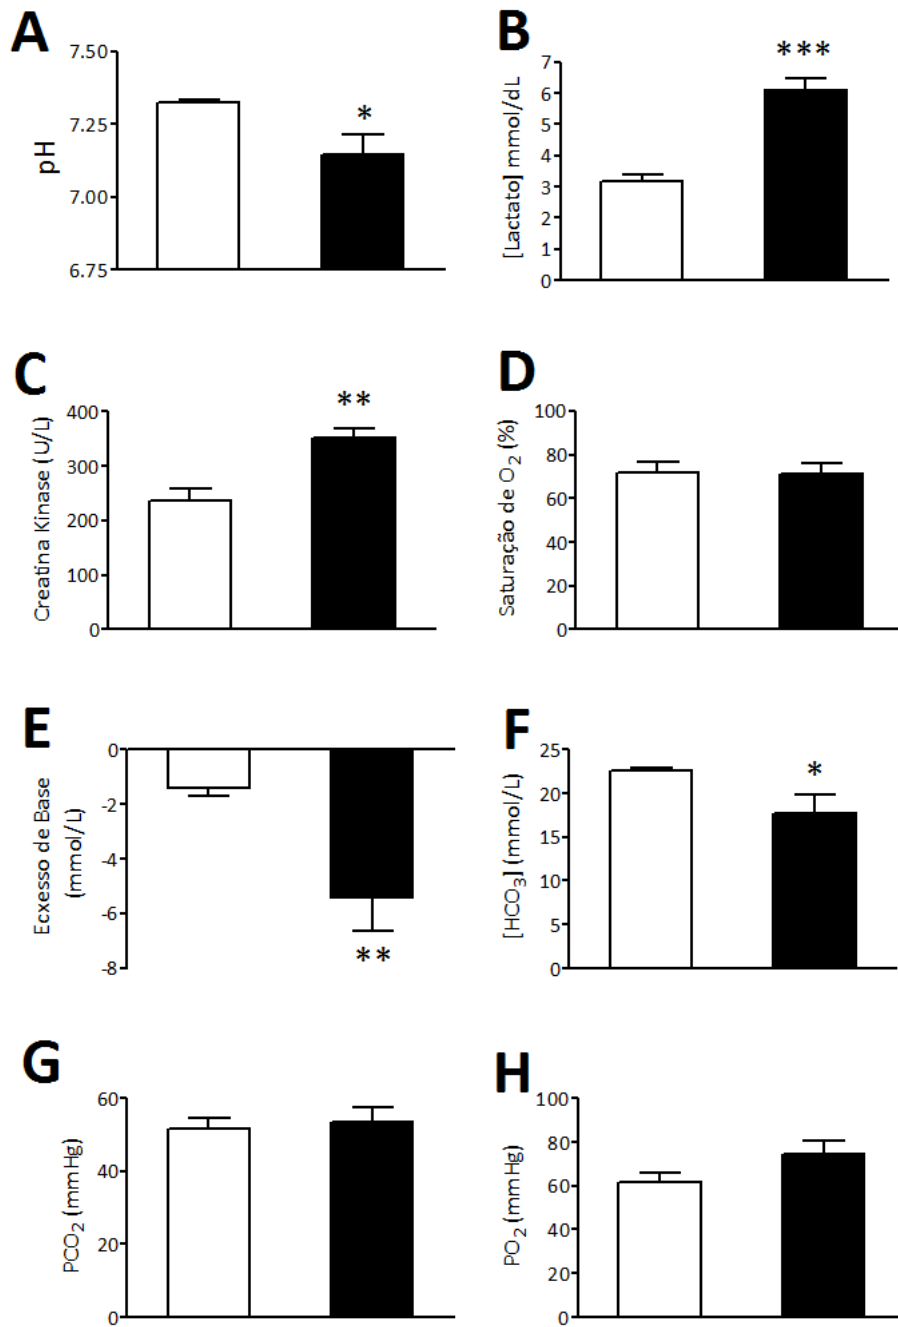 A
pH
7.50
7.25
7.00
6.75
*
B
[Lactato] mmol/dL
7
6
5
4
3
2
1
0
***
C
Creatina Kinase (U/L)
400
300
200
100
0
**
D
Saturação de O2 (%)
100
80
60
40
20
0
E
Ecxesso de Base
(mmol/L)
0
-2
-4
-6
-8
**
F
[HCO3] (mmol/L)
25
20
15
10
5
0
*
G
PCO2 (mmHg)
60
40
20
0
H
PO2 (mmHg)
100
80
60
40
20
0